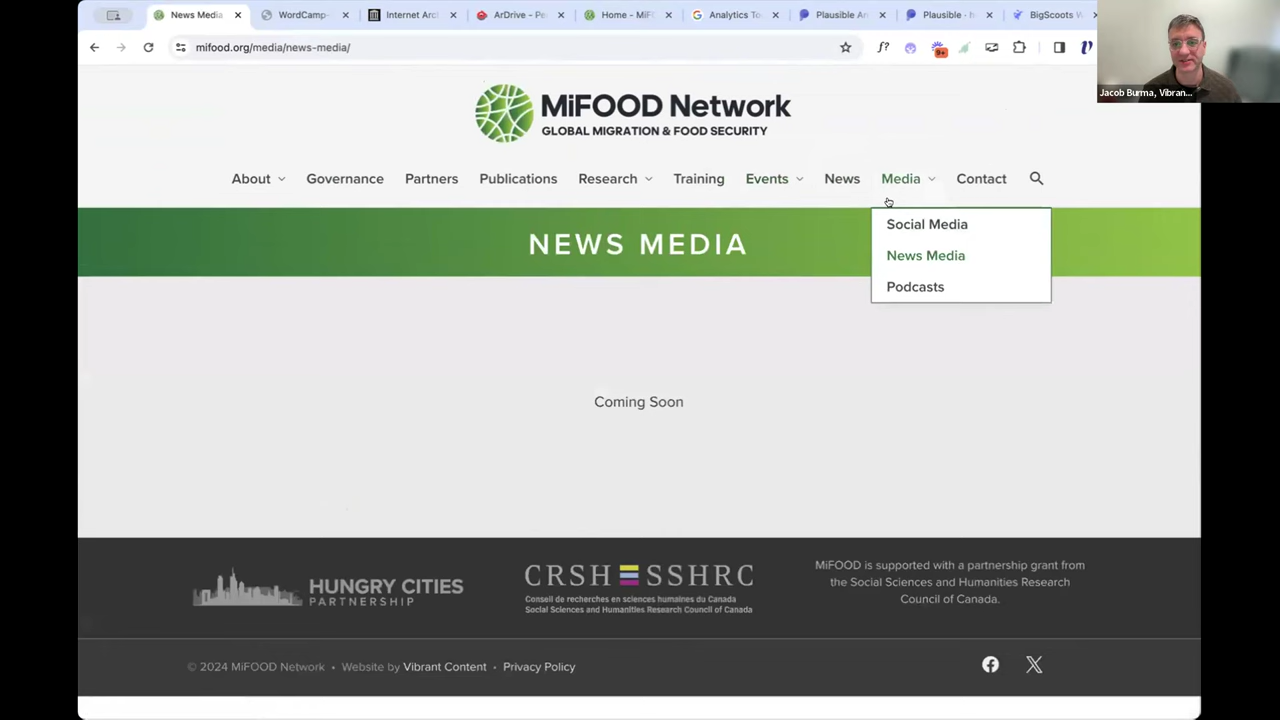 News Media
WordCamp-
Internet Arc
ArDrive - Pe
Home - MiF
Analytics Te
Plausible An
Plausible · h
BigScoots W
mifood.org/media/news-media/
f?
9+
Jacob Burma, Vibran...
MiFOOD Network
GLOBAL MIGRATION & FOOD SECURITY
About Governance Partners Publications Research Training Events News Media Contact
NEWS MEDIA
Social Media
News Media
Podcasts
Coming Soon
HUNGRY CITIES
PARTNERSHIP
CRSH SSHRC
Conseil de recherches en sciences humaines du Canada
Social Sciences and Humanities Research Council of Canada
MiFOOD is supported with a partnership grant from
the Social Sciences and Humanities Research
Council of Canada.
© 2024 MiFOOD Network • Website by Vibrant Content • Privacy Policy